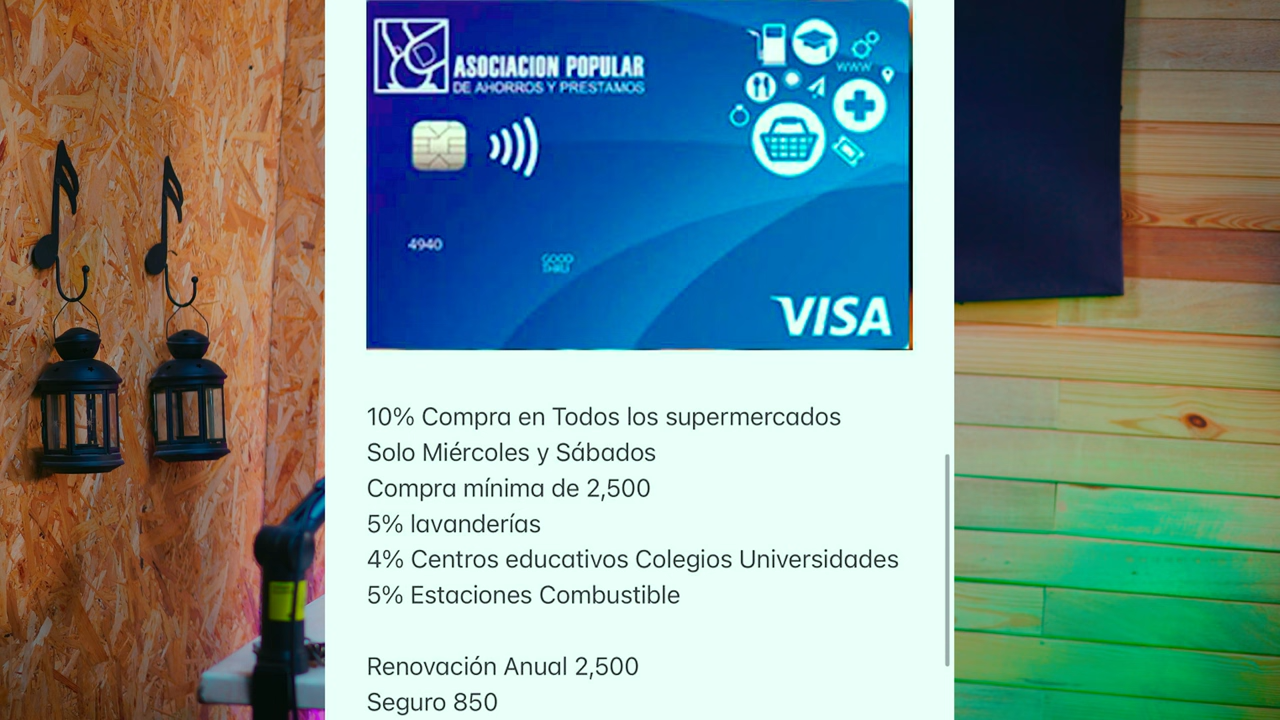 ASOCIACION POPULAR
DE AHORROS Y PRESTAMOS
WWW
4940
GOOD
THRU
VISA
10% Compra en Todos los supermercados
Solo Miércoles y Sábados
Compra mínima de 2,500
5% lavanderías
4% Centros educativos Colegios Universidades
5% Estaciones Combustible
Renovación Anual 2,500
Seguro 850